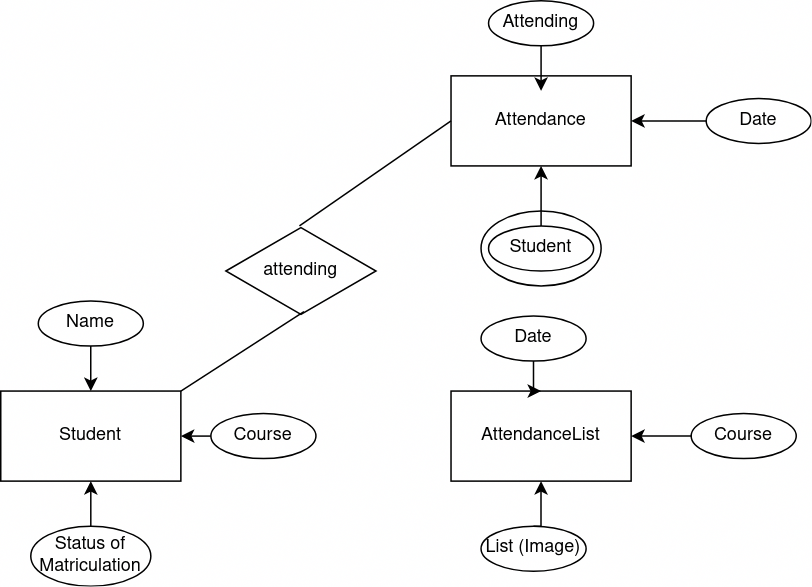 Attending
Attendance
Date
Student
attending
Name
Date
Student
Course
AttendanceList
Course
Status of
Matriculation
List (Image)